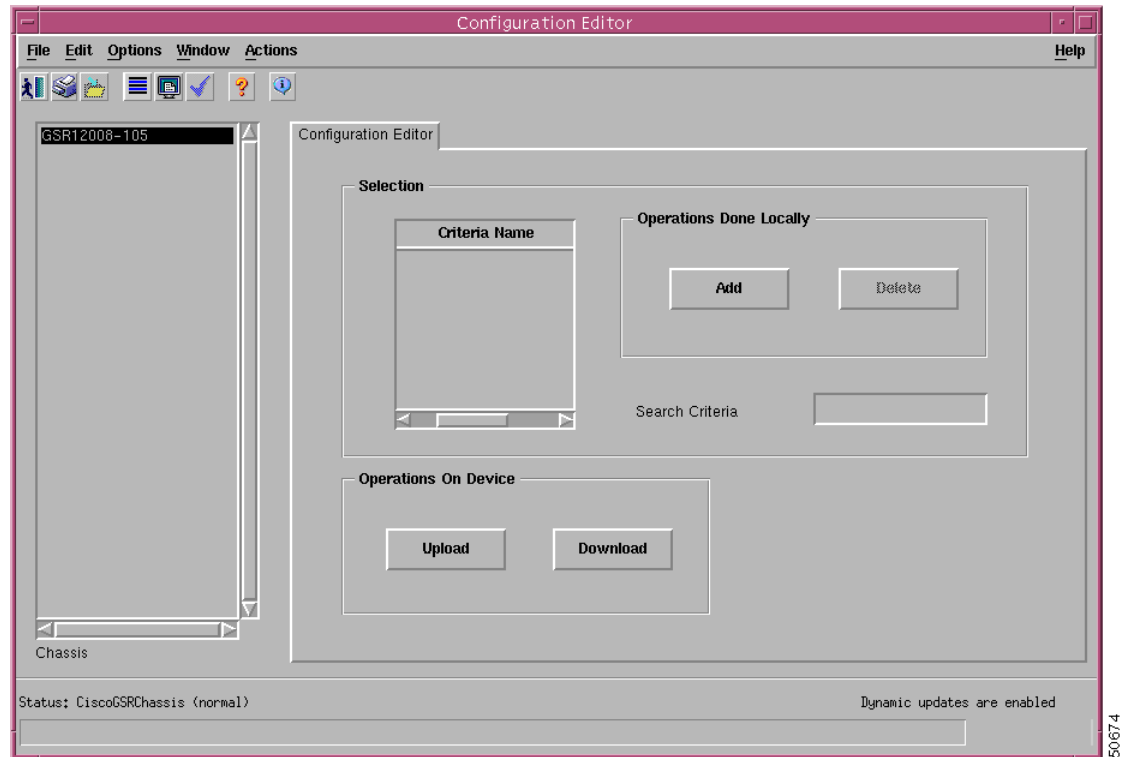 Configuration Editor
File Edit Options Window Actions Help
GSR12008-105
Configuration Editor
Selection
Criteria Name
Operations Done Locally
Add Delete
Search Criteria
Operations On Device
Upload Download
Chassis
Status: CiscoGSRChassis (normal) Dynamic updates are enabled
50674